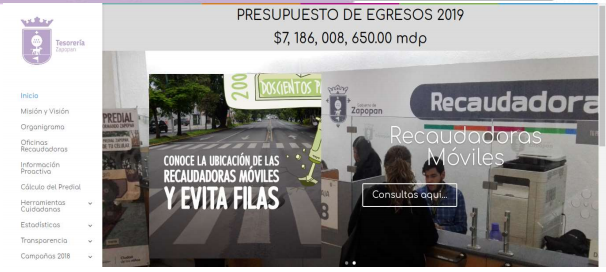 PRESUPUESTO DE EGRESOS 2019
$7, 186, 008, 650.00 mdp
Tesorería
Zapopan
Inicio
Misión y Visión
Organigrama
Oficinas
Recaudadoras
Información
Proactiva
Cálculo del Predial
Herramientas
Cuidadanas
Estadísticas
Transparencia
Campañas 2018
PREDIAL
200
DOSCIENTOS P
CONOCE LA UBICACIÓN DE LAS
RECAUDADORAS MÓVILES
Y EVITA FILAS
Gobierno de
Zapopan
Recaudadora
Recaudadoras
Móviles
Consultas aquí...
8